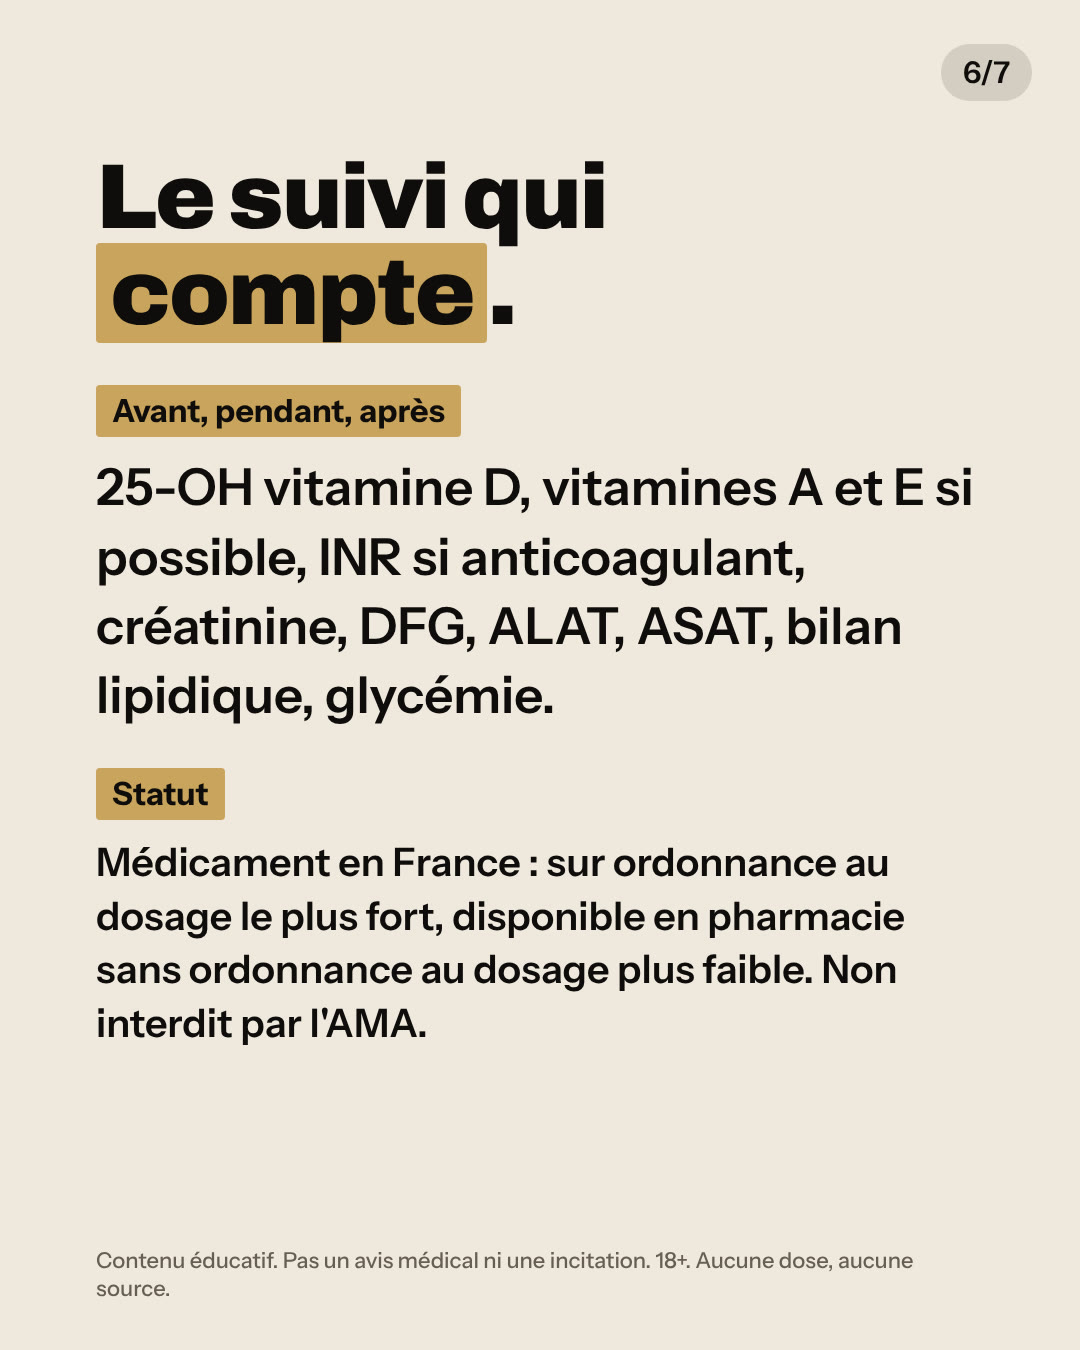 6/7
Le suivi qui
compte.
Avant, pendant, après
25-OH vitamine D, vitamines A et E si
possible, INR si anticoagulant,
créatinine, DFG, ALAT, ASAT, bilan
lipidique, glycémie.
Statut
Médicament en France : sur ordonnance au
dosage le plus fort, disponible en pharmacie
sans ordonnance au dosage plus faible. Non
interdit par l'AMA.
Contenu éducatif. Pas un avis médical ni une incitation. 18+. Aucune dose, aucune
source.